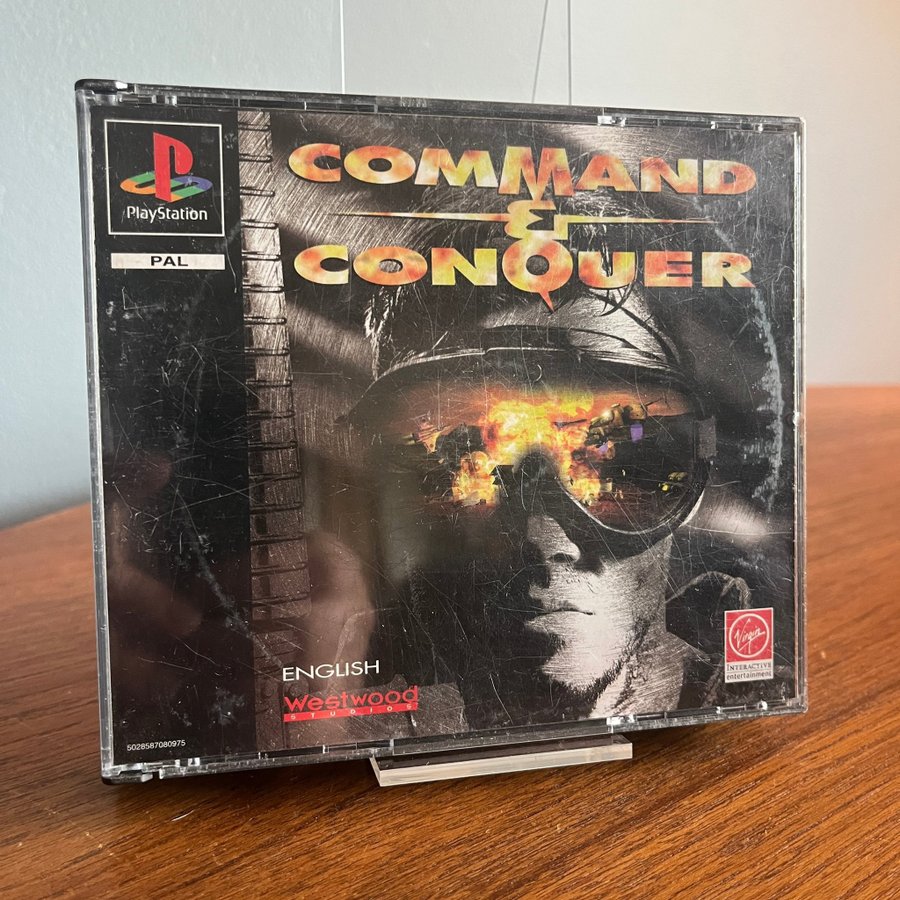 PlayStation
PAL
COMMAND
&
CONQUER
ENGLISH
Westwood
STUDIOS
Virgin
INTERACTIVE
entertainment
5028587080975